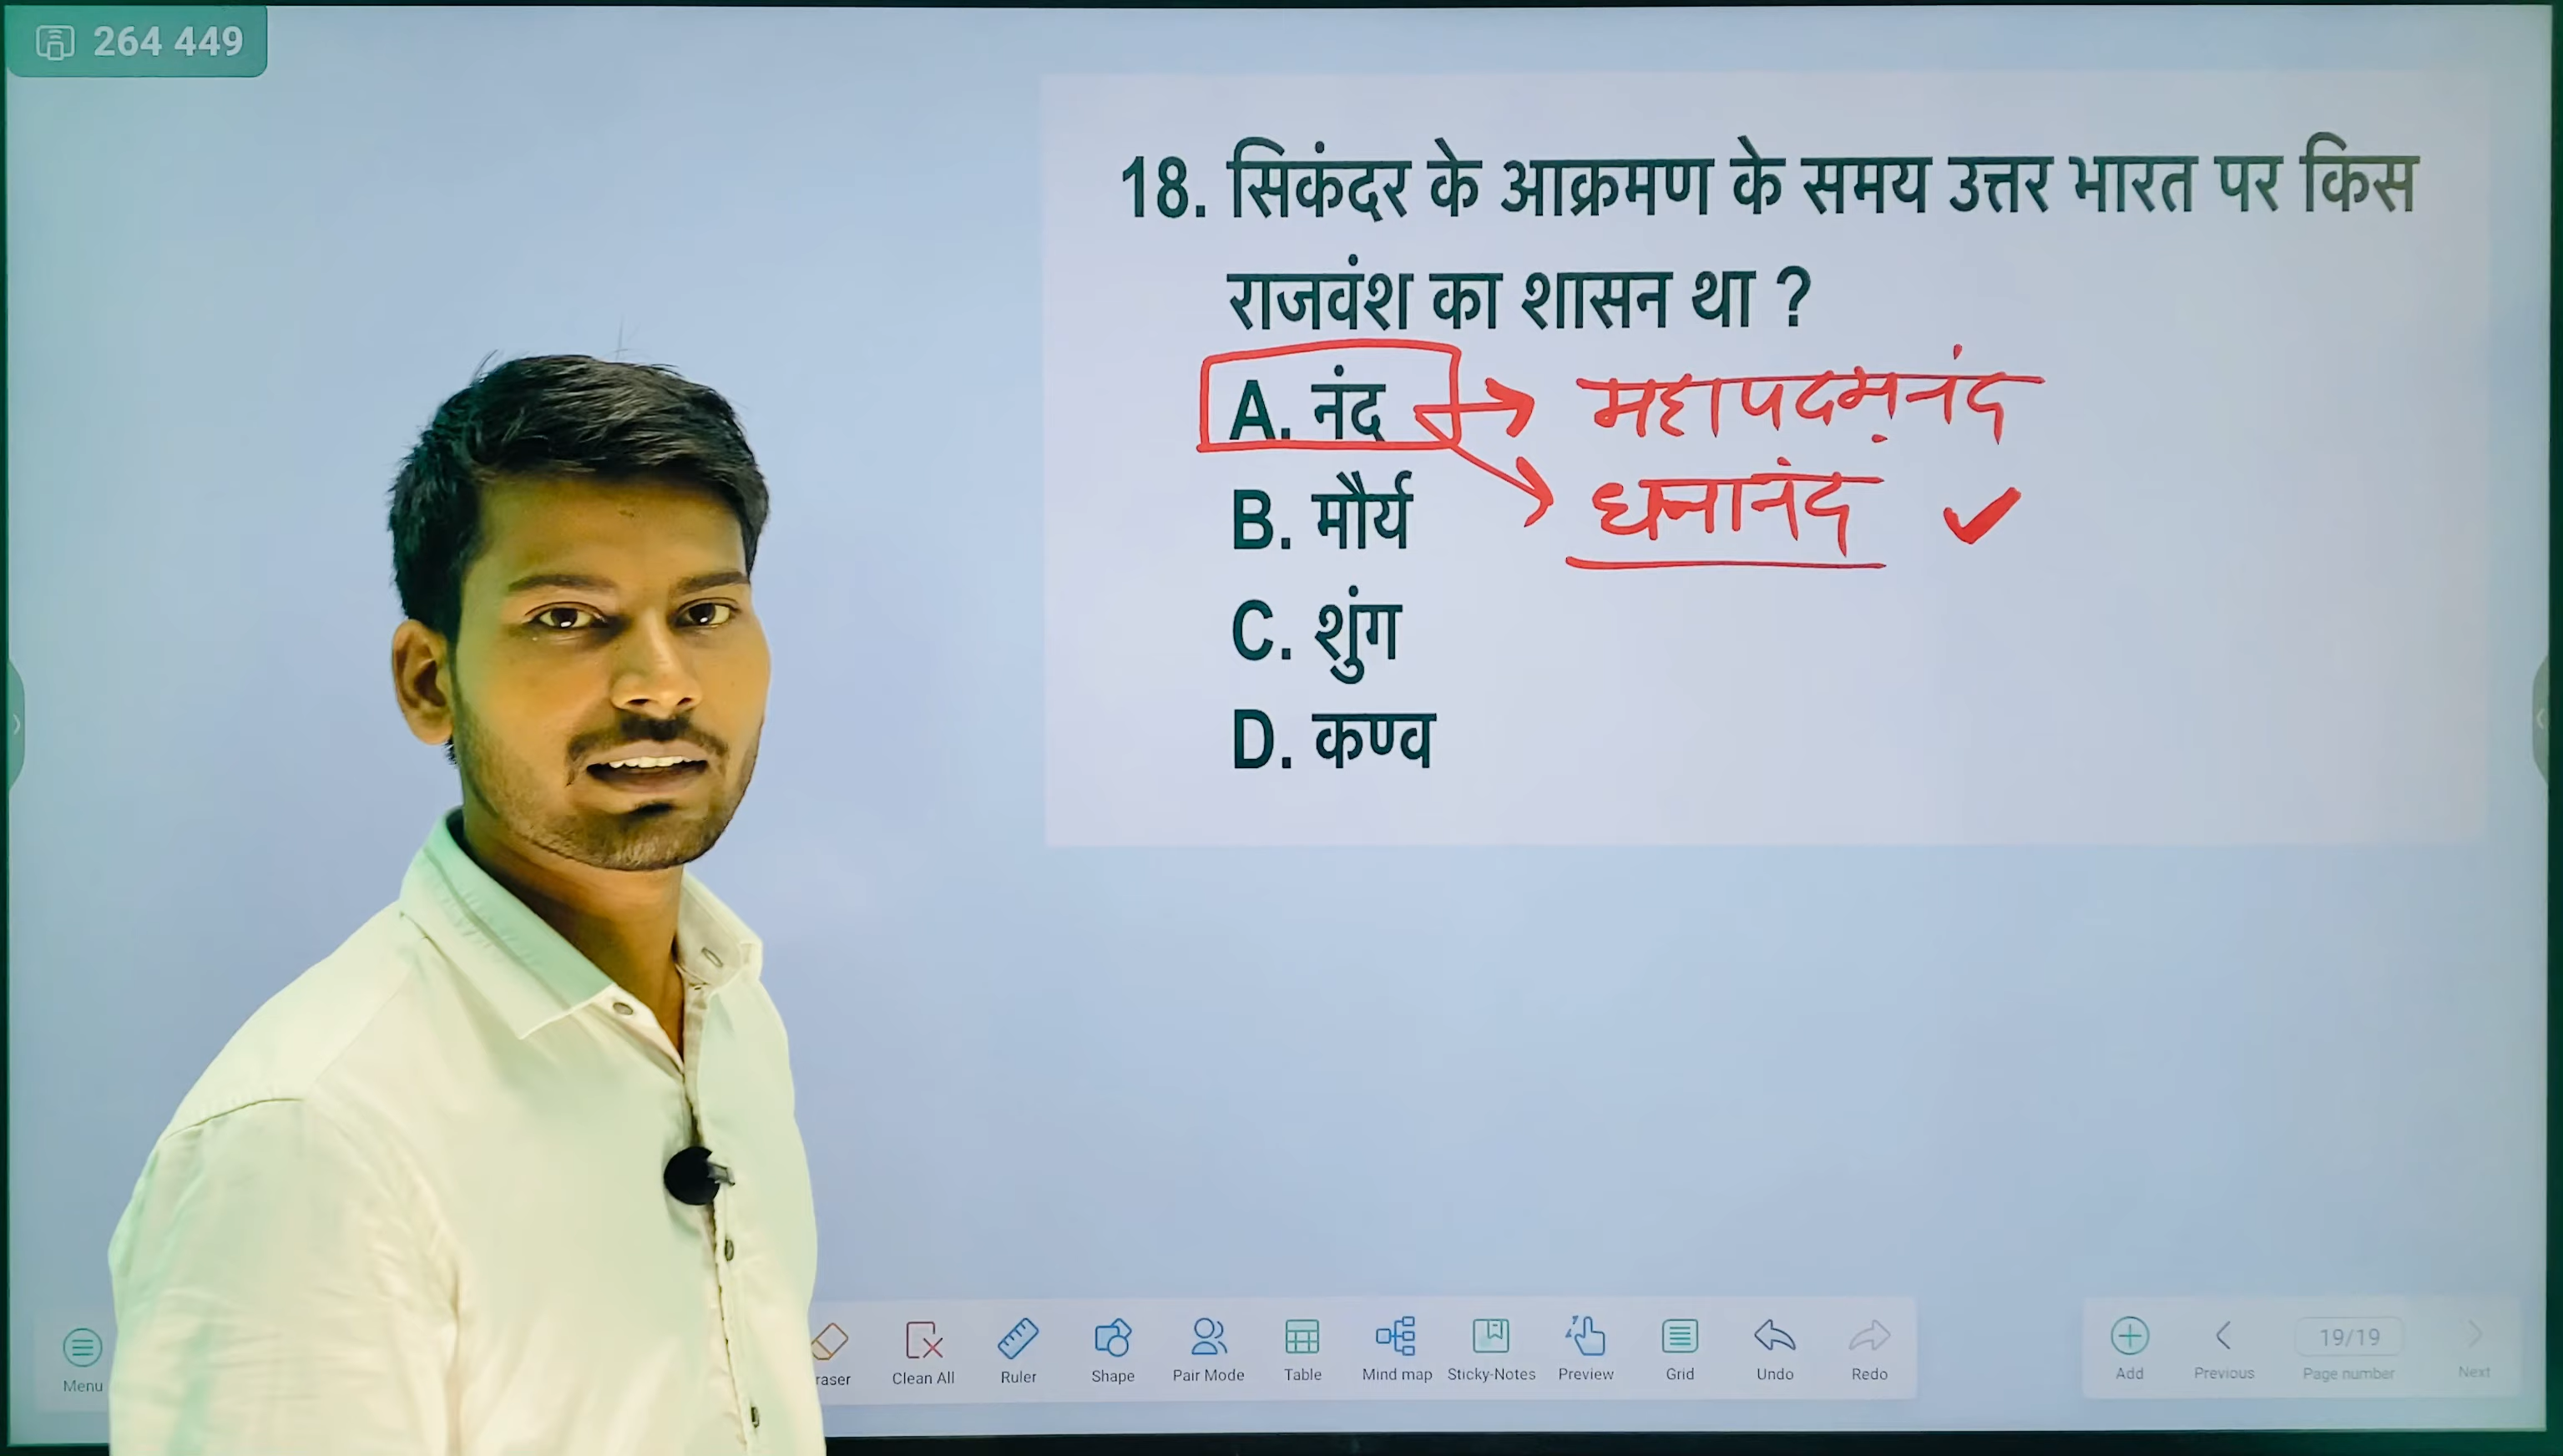 264 449
18. सिकंदर के आक्रमण के समय उत्तर भारत पर किस
राजवंश का शासन था ?
A. नंद
महापदम्नंद
B. मौर्य
धनानंद
C. शुंग
D. कण्व
Menu
raser
Clean All
Ruler
Shape
Pair Mode
Table
Mind map
Sticky-Notes
Preview
Grid
Undo
Redo
Add
Previous
19/19
Page number
Next